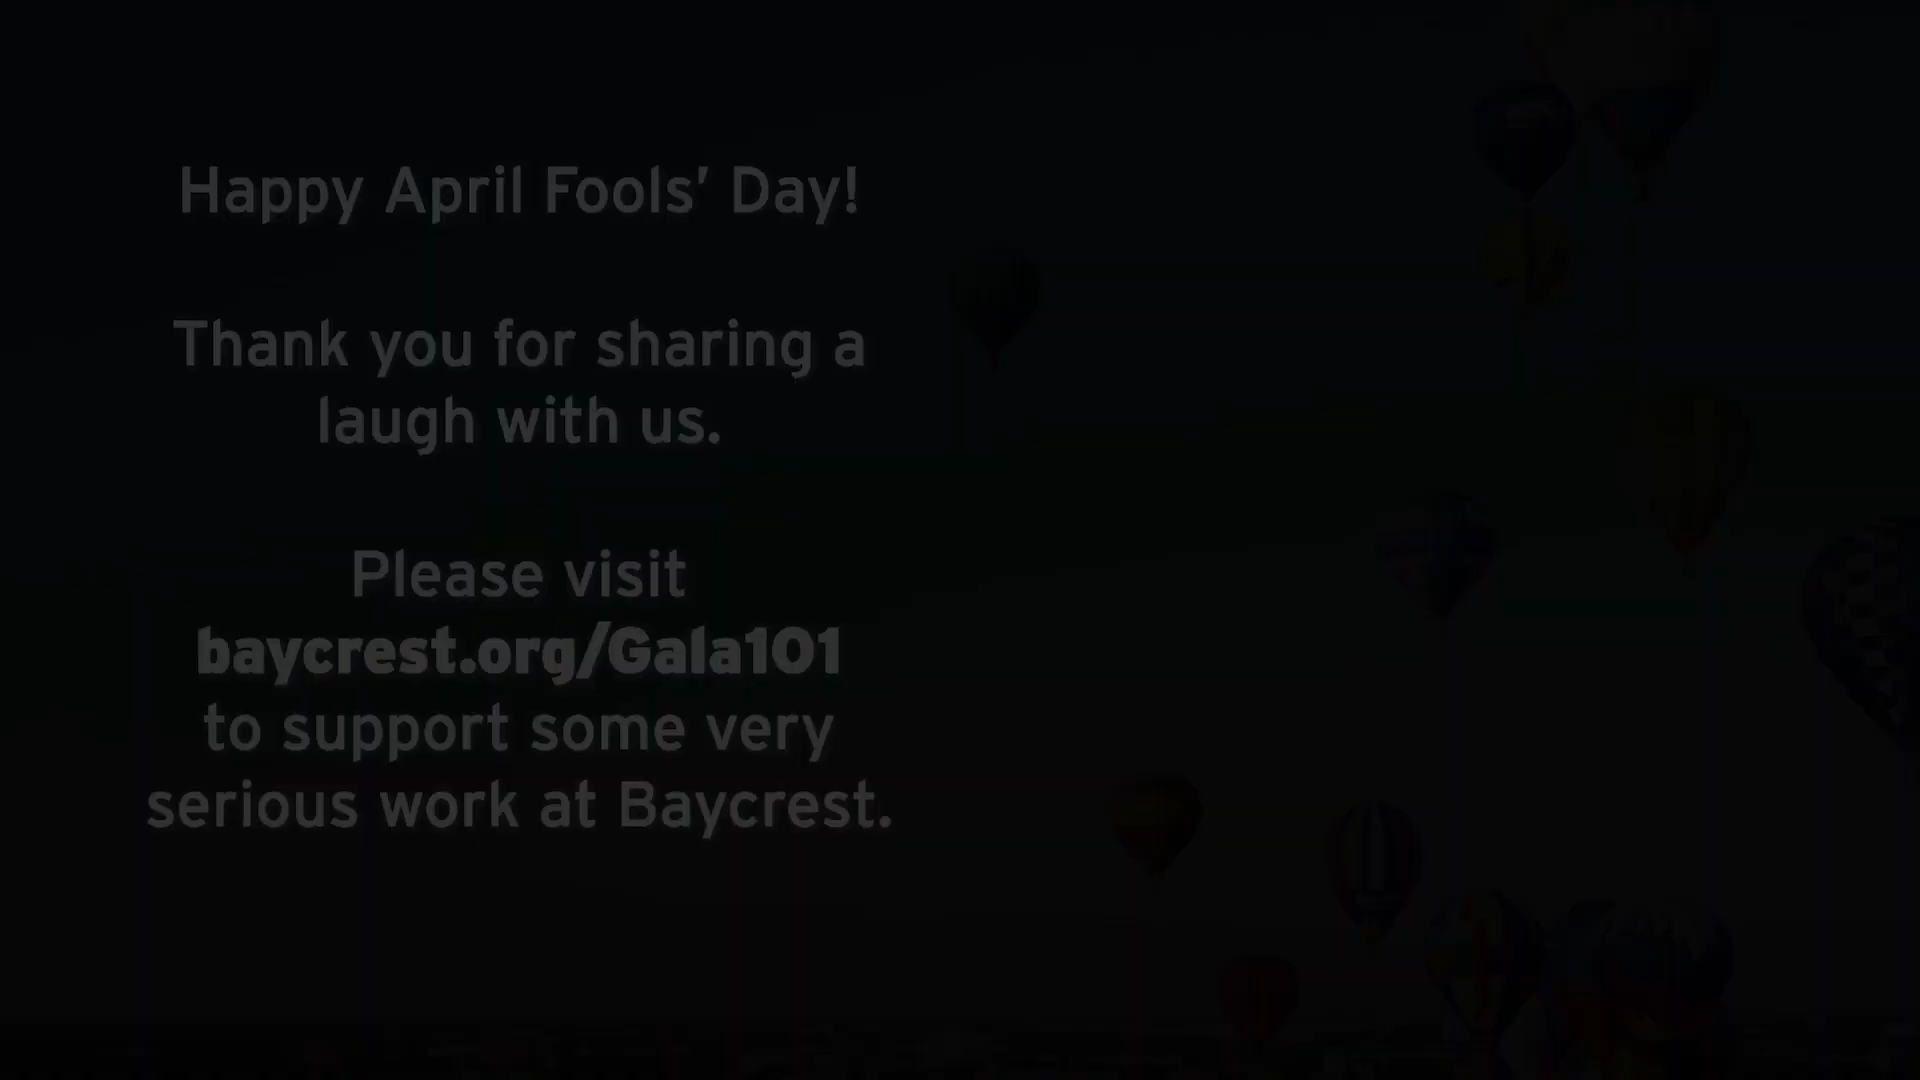 Happy April Fools’ Day!
Thank you for sharing a
laugh with us.
Please visit
baycrest.org/Gala101
to support some very
serious work at Baycrest.